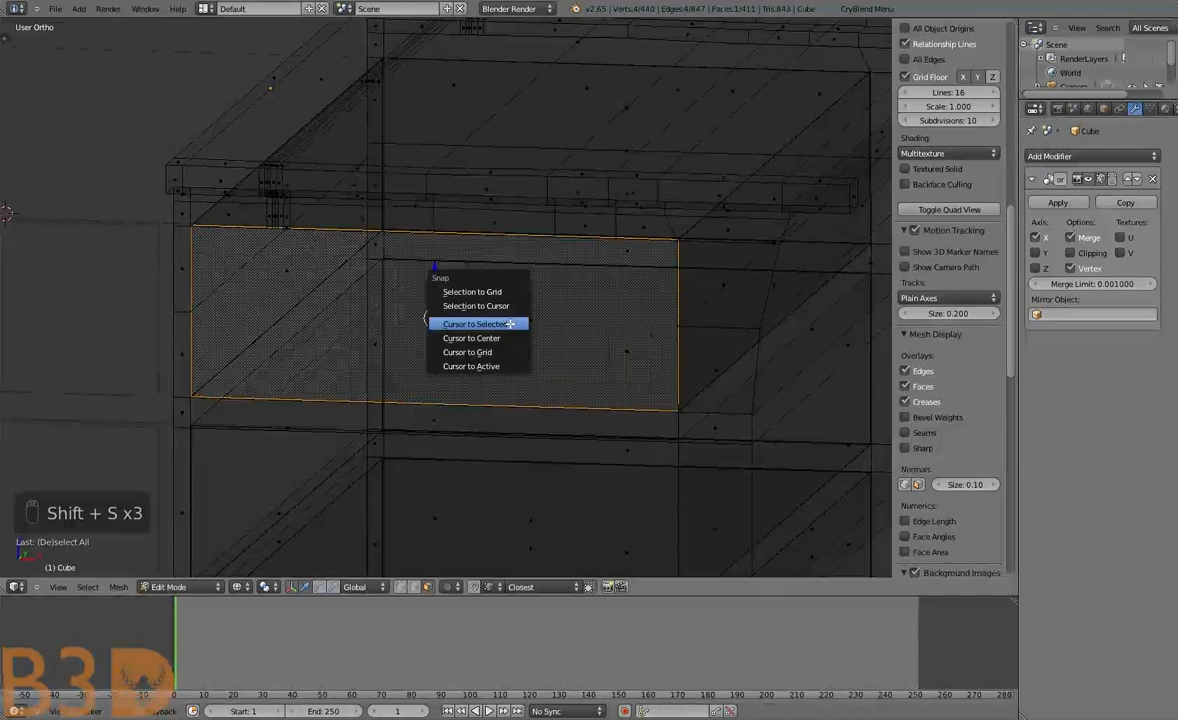 File Add Render Window Help Default Scene Blender Render v2.65 | Verts:4/440 | Edges:4/847 | Faces:1/411 | Tris:843 | Cube CryBlend Menu
User Ortho
All Object Origins
Relationship Lines
All Edges
Grid Floor X Y Z
Lines: 16
Scale: 1.000
Subdivisions: 10
Shading:
Multitexture
Textured Solid
Backface Culling
Toggle Quad View
Motion Tracking
Show 3D Marker Names
Show Camera Path
Tracks:
Plain Axes
Size: 0.200
Mesh Display
Overlays:
Edges
Faces
Creases
Bevel Weights
Seams
Sharp
Normals:
Size: 0.10
Numerics:
Edge Length
Face Angles
Face Area
Background Images
View Search All Scenes
Scene
RenderLayers
World
Cube
Add Modifier
or
Apply Copy
Axis: Options: Textures:
X Merge U
Y Clipping V
Z Vertex
Merge Limit: 0.001000
Mirror Object:
Snap
Selection to Grid
Selection to Cursor
Cursor to Selected
Cursor to Center
Cursor to Grid
Cursor to Active
Shift + S x3
Last: (De)select All
(1) Cube
View Select Mesh Edit Mode Global Closest
B3D
-50 -40 -30 -20 -10 0 10 20 30 40 50 60 70 80 90 100 110 120 130 140 150 160 170 180 190 200 210 220 230 240 250 260 270 280
Start: 1 End: 250 1 No Sync